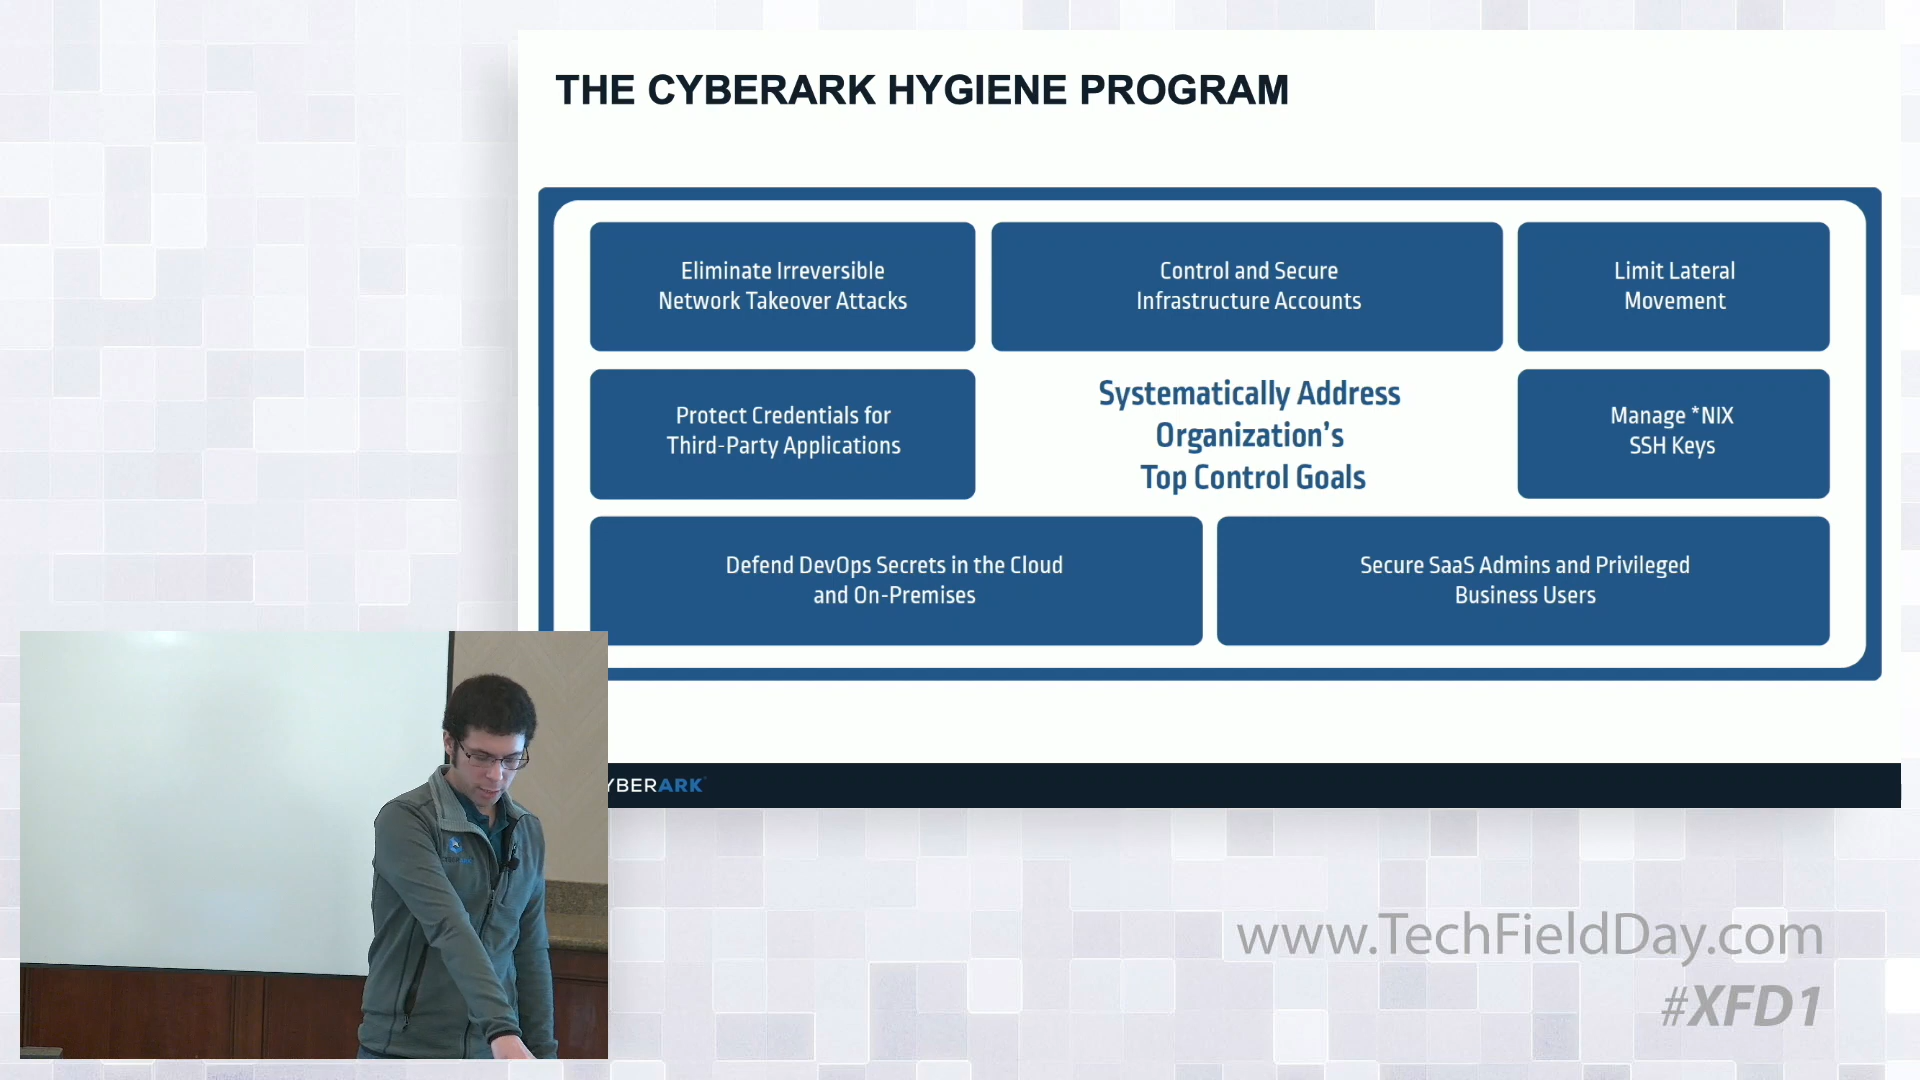 THE CYBERARK HYGIENE PROGRAM
Eliminate Irreversible
Network Takeover Attacks
Control and Secure
Infrastructure Accounts
Limit Lateral
Movement
Protect Credentials for
Third-Party Applications
Systematically Address
Organization's
Top Control Goals
Manage *NIX
SSH Keys
Defend DevOps Secrets in the Cloud
and On-Premises
Secure SaaS Admins and Privileged
Business Users
YBERARK
www.TechFieldDay.com
#XFD1